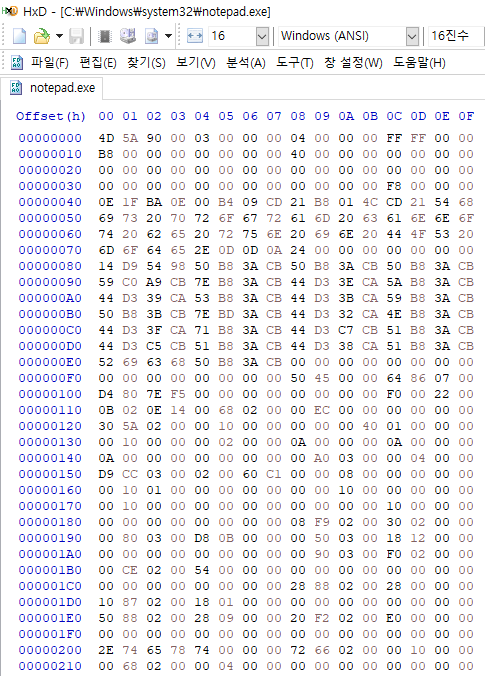 HxD - [C:₩Windows₩system32₩notepad.exe]
16 Windows (ANSI) 16진수
파일(F) 편집(E) 찾기(S) 보기(V) 분석(A) 도구(T) 창 설정(W) 도움말(H)
notepad.exe
Offset(h) 00 01 02 03 04 05 06 07 08 09 0A 0B 0C 0D 0E 0F
00000000 4D 5A 90 00 03 00 00 00 04 00 00 00 FF FF 00 00
00000010 B8 00 00 00 00 00 00 00 40 00 00 00 00 00 00 00
00000020 00 00 00 00 00 00 00 00 00 00 00 00 00 00 00 00
00000030 00 00 00 00 00 00 00 00 00 00 00 00 F8 00 00 00
00000040 0E 1F BA 0E 00 B4 09 CD 21 B8 01 4C CD 21 54 68
00000050 69 73 20 70 72 6F 67 72 61 6D 20 63 61 6E 6E 6F
00000060 74 20 62 65 20 72 75 6E 20 69 6E 20 44 4F 53 20
00000070 6D 6F 64 65 2E 0D 0D 0A 24 00 00 00 00 00 00 00
00000080 14 D9 54 98 50 B8 3A CB 50 B8 3A CB 50 B8 3A CB
00000090 59 C0 A9 CB 7E B8 3A CB 44 D3 3E CA 5A B8 3A CB
000000A0 44 D3 39 CA 53 B8 3A CB 44 D3 3B CA 59 B8 3A CB
000000B0 50 B8 3B CB 7E BD 3A CB 44 D3 32 CA 4E B8 3A CB
000000C0 44 D3 3F CA 71 B8 3A CB 44 D3 C7 CB 51 B8 3A CB
000000D0 44 D3 C5 CB 51 B8 3A CB 44 D3 38 CA 51 B8 3A CB
000000E0 52 69 63 68 50 B8 3A CB 00 00 00 00 00 00 00 00
000000F0 00 00 00 00 00 00 00 00 50 45 00 00 64 86 07 00
00000100 D4 80 7E F5 00 00 00 00 00 00 00 00 F0 00 22 00
00000110 0B 02 0E 14 00 68 02 00 00 EC 00 00 00 00 00 00
00000120 30 5A 02 00 00 10 00 00 00 00 00 40 01 00 00 00
00000130 00 10 00 00 00 02 00 00 0A 00 00 00 0A 00 00 00
00000140 0A 00 00 00 00 00 00 00 00 A0 03 00 00 04 00 00
00000150 D9 CC 03 00 02 00 60 C1 00 00 08 00 00 00 00 00
00000160 00 10 01 00 00 00 00 00 00 00 10 00 00 00 00 00
00000170 00 10 00 00 00 00 00 00 00 00 00 00 10 00 00 00
00000180 00 00 00 00 00 00 00 00 08 F9 02 00 30 02 00 00
00000190 00 80 03 00 D8 0B 00 00 00 50 03 00 18 12 00 00
000001A0 00 00 00 00 00 00 00 00 00 90 03 00 F0 02 00 00
000001B0 00 CE 02 00 54 00 00 00 00 00 00 00 00 00 00 00
000001C0 00 00 00 00 00 00 00 00 28 88 02 00 28 00 00 00
000001D0 10 87 02 00 18 01 00 00 00 00 00 00 00 00 00 00
000001E0 50 88 02 00 28 09 00 00 20 F2 02 00 E0 00 00 00
000001F0 00 00 00 00 00 00 00 00 00 00 00 00 00 00 00 00
00000200 2E 74 65 78 74 00 00 00 72 66 02 00 00 10 00 00
00000210 00 68 02 00 00 04 00 00 00 00 00 00 00 00 00 00